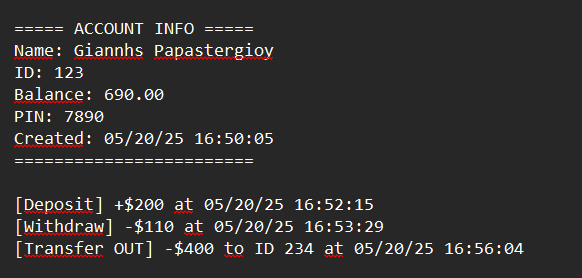 ===== ACCOUNT INFO =====
Name: Giannhs Papastergioy
ID: 123
Balance: 690.00
PIN: 7890
Created: 05/20/25 16:50:05
========================
[Deposit] +$200 at 05/20/25 16:52:15
[Withdraw] -$110 at 05/20/25 16:53:29
[Transfer OUT] -$400 to ID 234 at 05/20/25 16:56:04